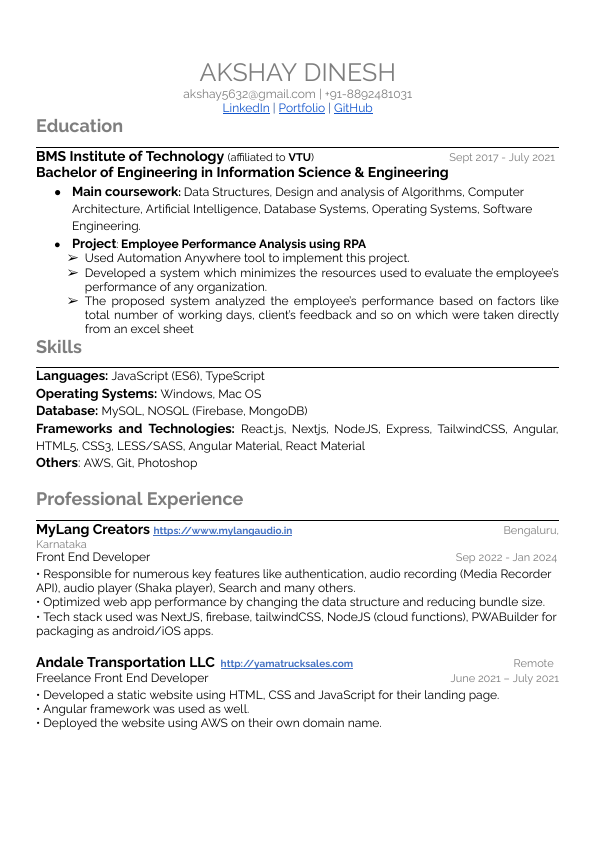 AKSHAY DINESH
akshay5632@gmail.com | +91-8892481031
LinkedIn | Portfolio | GitHub
Education
BMS Institute of Technology (affiliated to VTU) Sept 2017 - July 2021
Bachelor of Engineering in Information Science & Engineering
● Main coursework: Data Structures, Design and analysis of Algorithms, Computer
Architecture, Artificial Intelligence, Database Systems, Operating Systems, Software
Engineering.
● Project: Employee Performance Analysis using RPA
➢ Used Automation Anywhere tool to implement this project.
➢ Developed a system which minimizes the resources used to evaluate the employee's
performance of any organization.
➢ The proposed system analyzed the employee's performance based on factors like
total number of working days, client's feedback and so on which were taken directly
from an excel sheet
Skills
Languages: JavaScript (ES6), TypeScript
Operating Systems: Windows, Mac OS
Database: MySQL, NOSQL (Firebase, MongoDB)
Frameworks and Technologies: React.js, Nextjs, NodeJS, Express, TailwindCSS, Angular,
HTML5, CSS3, LESS/SASS, Angular Material, React Material
Others: AWS, Git, Photoshop
Professional Experience
MyLang Creators https://www.mylangaudio.in Bengaluru,
Karnataka
Front End Developer Sep 2022 - Jan 2024
• Responsible for numerous key features like authentication, audio recording (Media Recorder
API), audio player (Shaka player), Search and many others.
• Optimized web app performance by changing the data structure and reducing bundle size.
• Tech stack used was NextJS, firebase, tailwindCSS, NodeJS (cloud functions), PWABuilder for
packaging as android/iOS apps.
Andale Transportation LLC http://yamatrucksales.com Remote
Freelance Front End Developer June 2021 – July 2021
• Developed a static website using HTML, CSS and JavaScript for their landing page.
• Angular framework was used as well.
• Deployed the website using AWS on their own domain name.